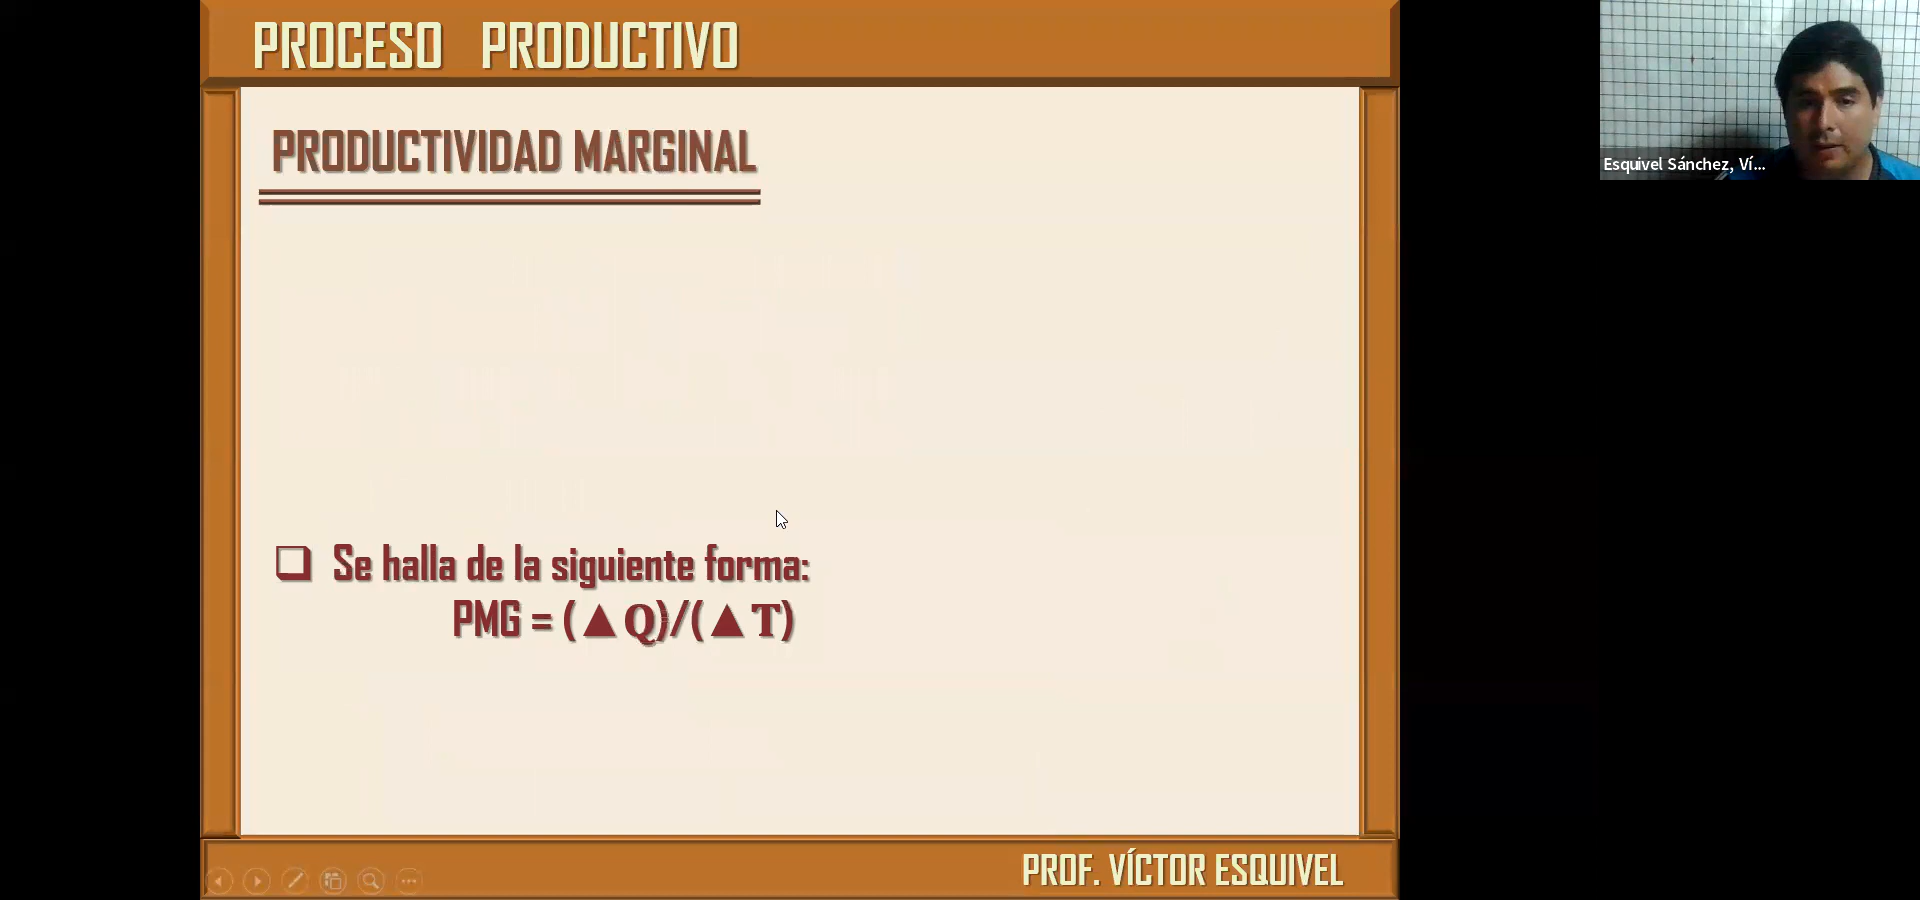 PROCESO PRODUCTIVO
PRODUCTIVIDAD MARGINAL
Esquivel Sánchez, Ví...
❑ Se halla de la siguiente forma:
PMG = (▲Q)/(▲T)
PROF. VÍCTOR ESQUIVEL